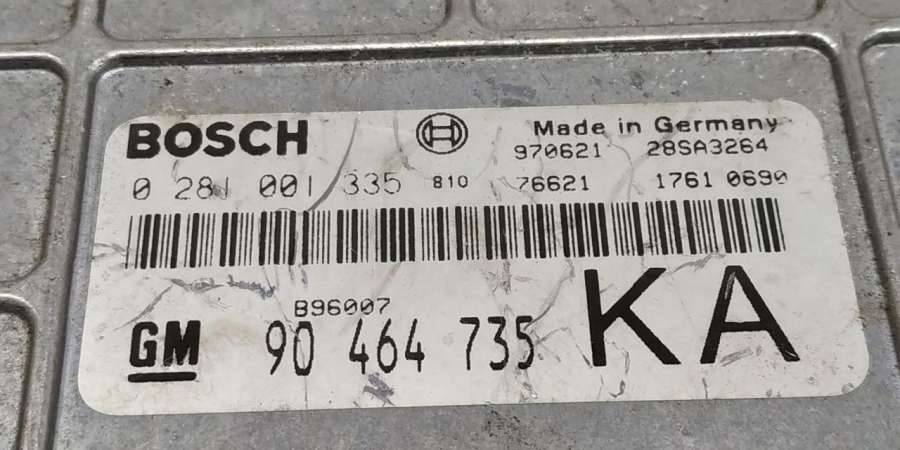 BOSCH Made in Germany
970621 28SA3264
0 281 001 335 810 76621 1761 0690
B96007
GM 90 464 735 KA